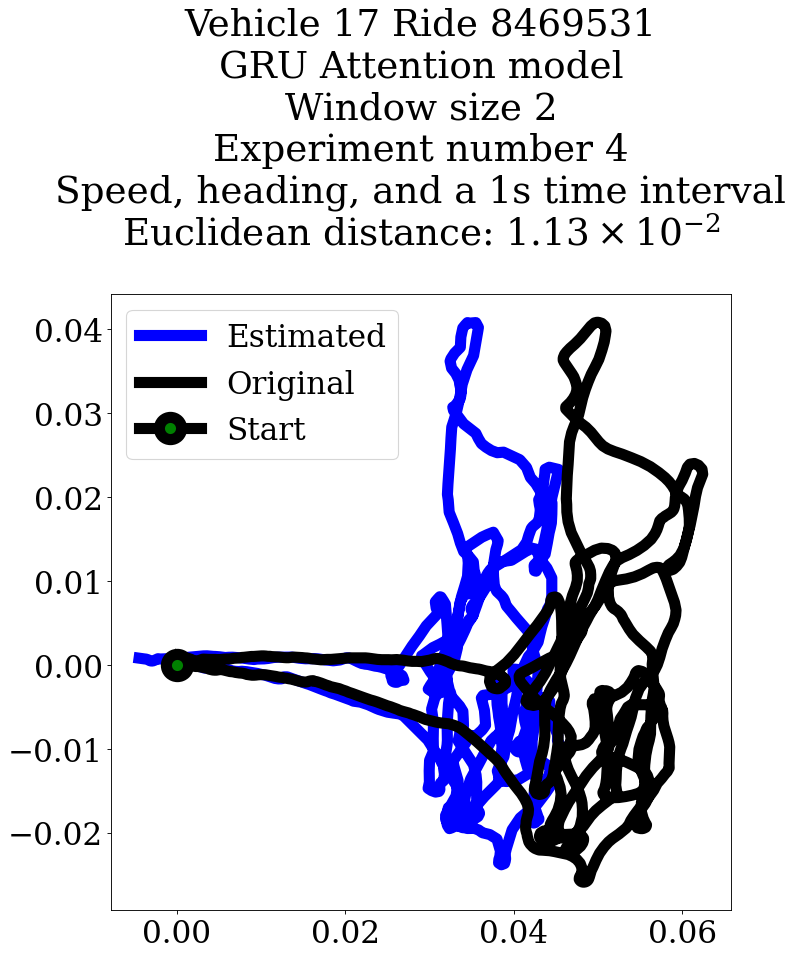 Vehicle 17 Ride 8469531
GRU Attention model
Window size 2
Experiment number 4
Speed, heading, and a 1s time interval
Euclidean distance: 1.13 × 10⁻²
Estimated
Original
Start
0.04
0.03
0.02
0.01
0.00
−0.01
−0.02
0.00 0.02 0.04 0.06